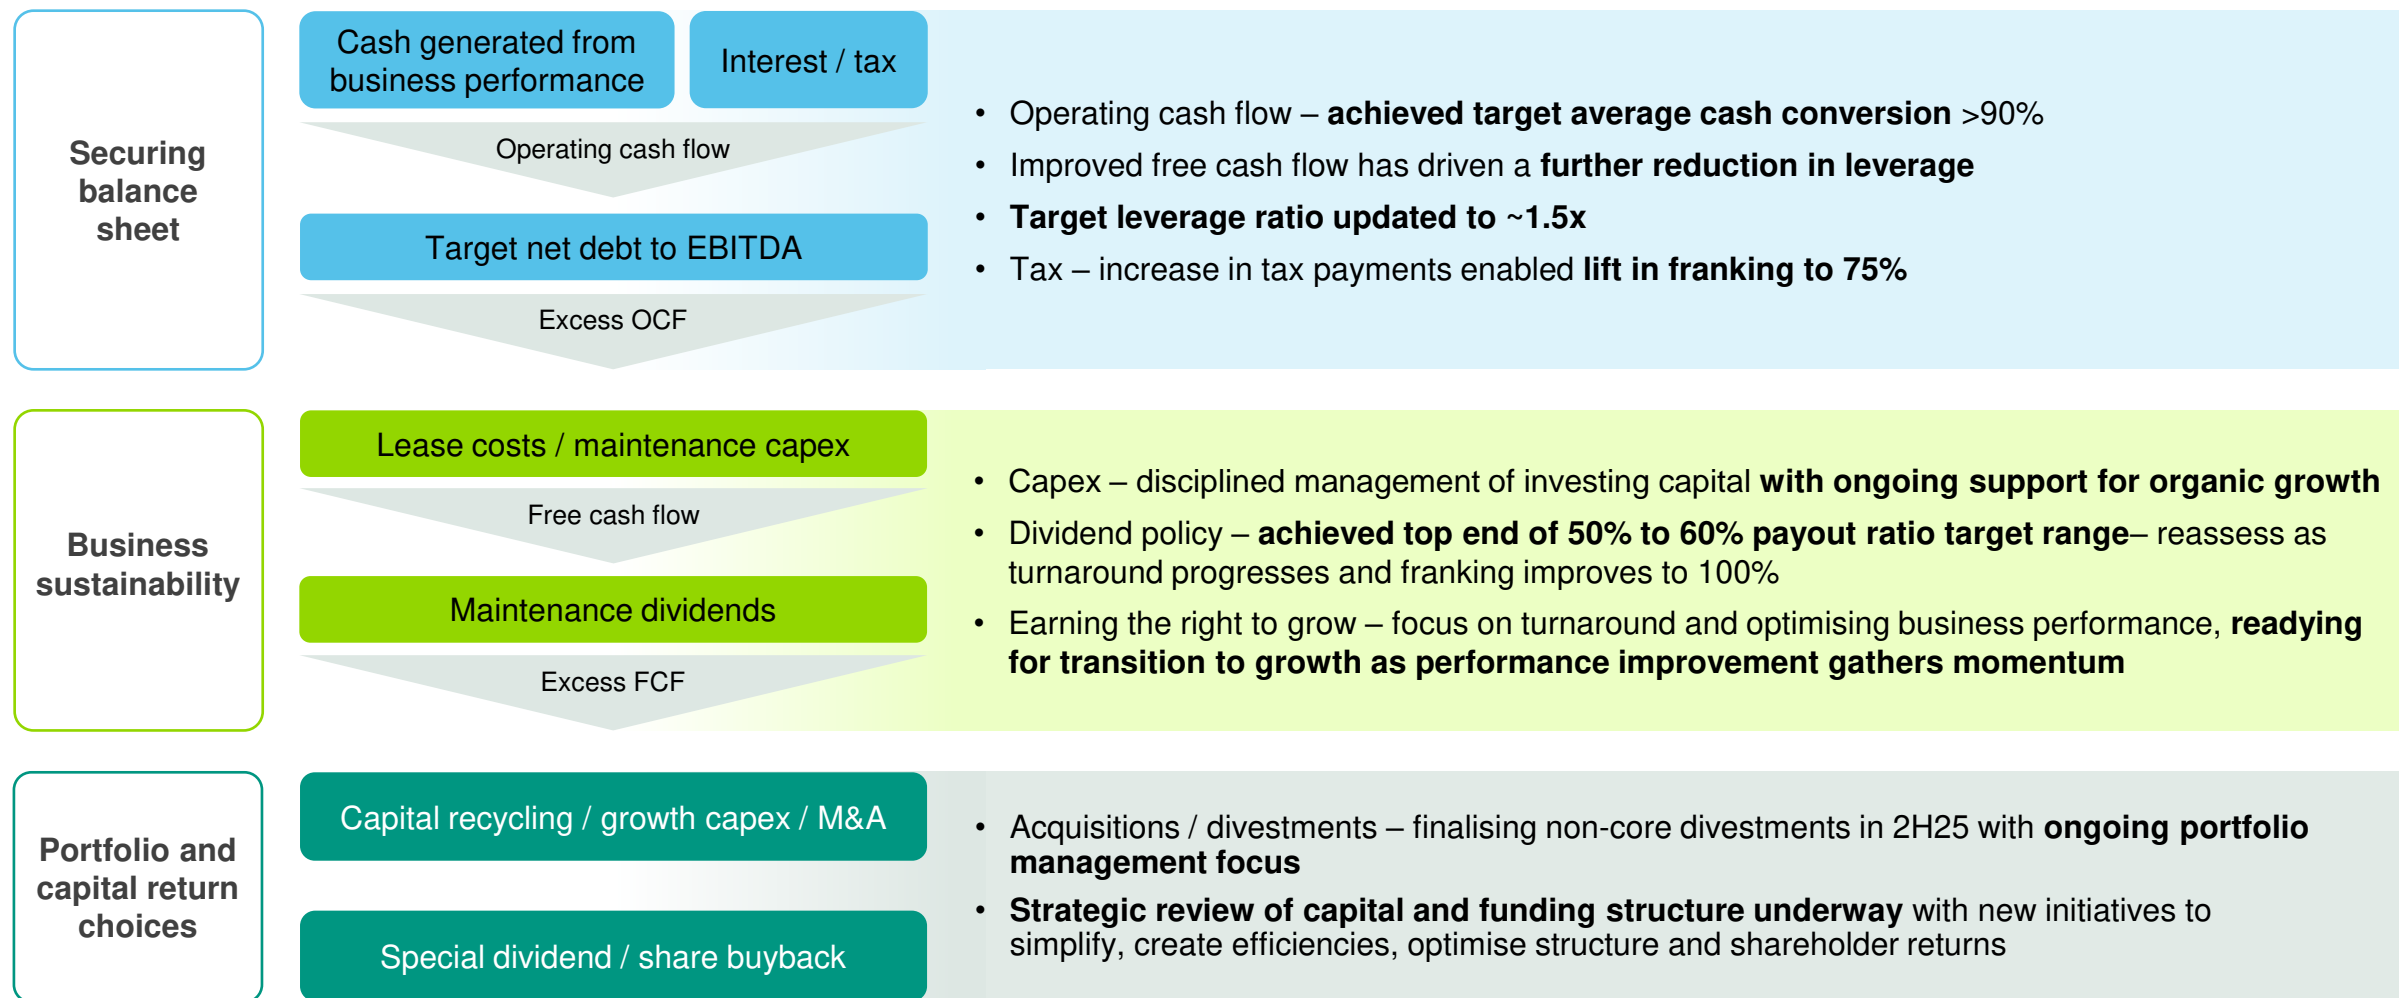 Securing
balance
sheet
Cash generated from
business performance
Interest / tax
Operating cash flow
Target net debt to EBITDA
Excess OCF
• Operating cash flow – achieved target average cash conversion >90%
• Improved free cash flow has driven a further reduction in leverage
• Target leverage ratio updated to ~1.5x
• Tax – increase in tax payments enabled lift in franking to 75%
Business
sustainability
Lease costs / maintenance capex
Free cash flow
Maintenance dividends
Excess FCF
• Capex – disciplined management of investing capital with ongoing support for organic growth
• Dividend policy – achieved top end of 50% to 60% payout ratio target range– reassess as
turnaround progresses and franking improves to 100%
• Earning the right to grow – focus on turnaround and optimising business performance, readying
for transition to growth as performance improvement gathers momentum
Portfolio and
capital return
choices
Capital recycling / growth capex / M&A
Special dividend / share buyback
• Acquisitions / divestments – finalising non-core divestments in 2H25 with ongoing portfolio
management focus
• Strategic review of capital and funding structure underway with new initiatives to
simplify, create efficiencies, optimise structure and shareholder returns